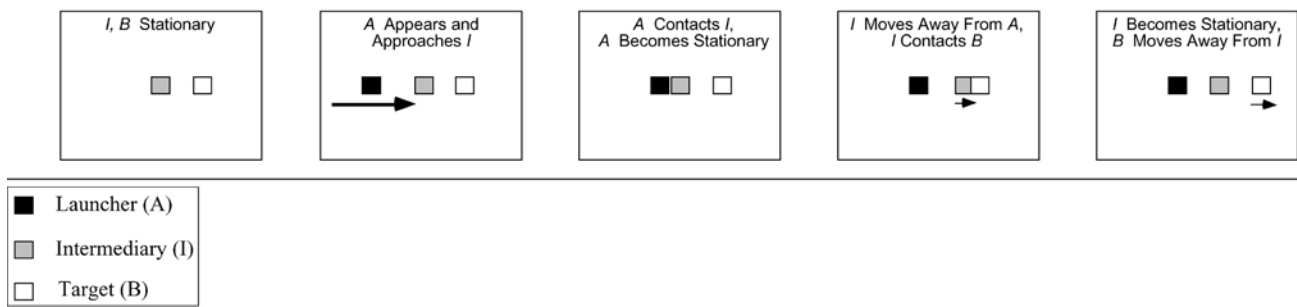 I, B Stationary
A Appears and
Approaches I
A Contacts I,
A Becomes Stationary
I Moves Away From A,
I Contacts B
I Becomes Stationary,
B Moves Away From I
Launcher (A)
Intermediary (I)
Target (B)